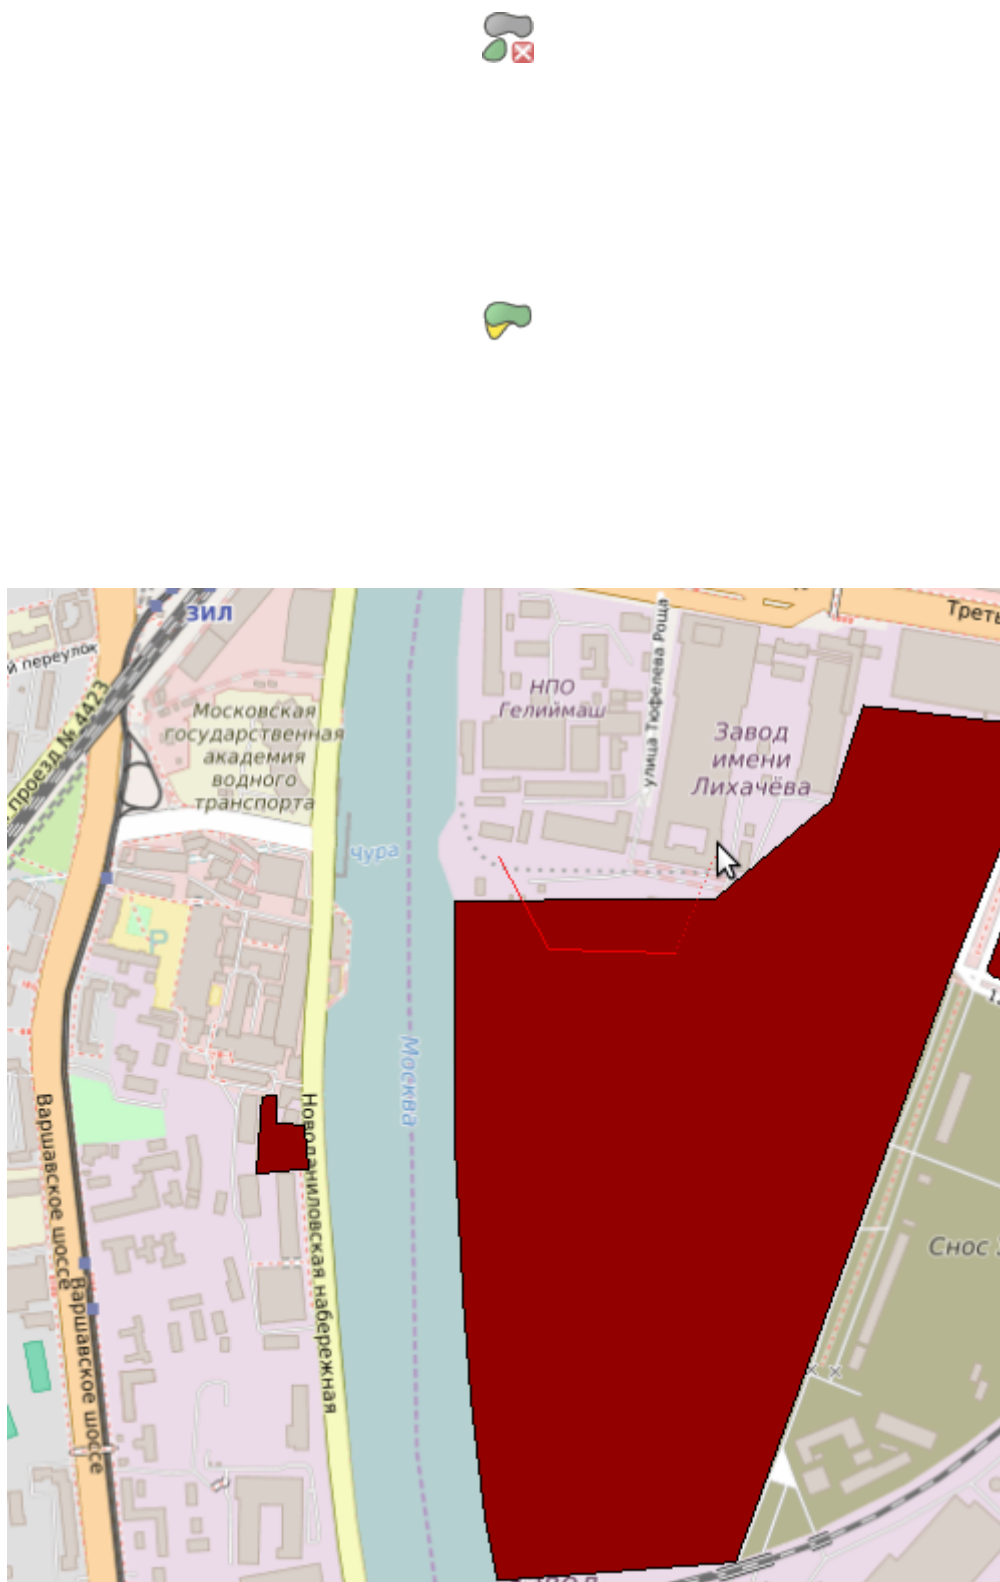 ЗИЛ
Треть
й переулок
проезд № 4423
улица Тюфелева Роща
НПО
Гелиймаш
Московская
государственная
академия
водного
транспорта
Завод
имени
Лихачёва
Чура
P
Москва
Новоданиловская набережная
Варшавское шоссе
Варшавское шоссе
Снос